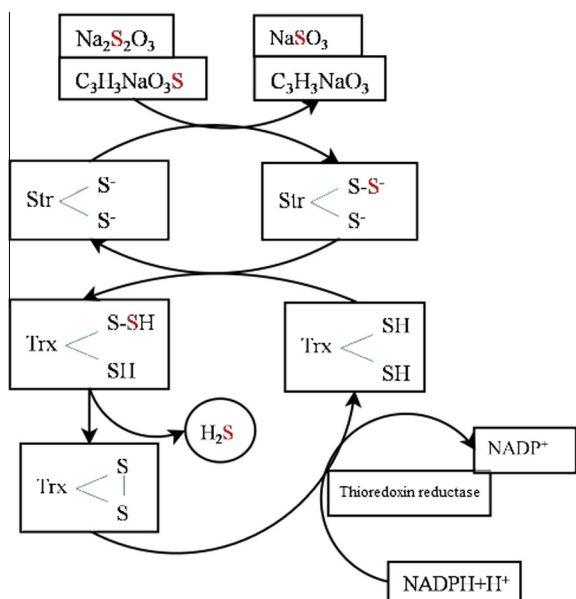 Na₂S₂O₃
NaSO₃
C₃H₃NaO₃S
C₃H₃NaO₃
Str
S⁻
S⁻
Str
S-S⁻
S⁻
Trx
S-SH
SH
Trx
SH
SH
H₂S
Trx
S
S
NADP⁺
Thioredoxin reductase
NADPH+H⁺